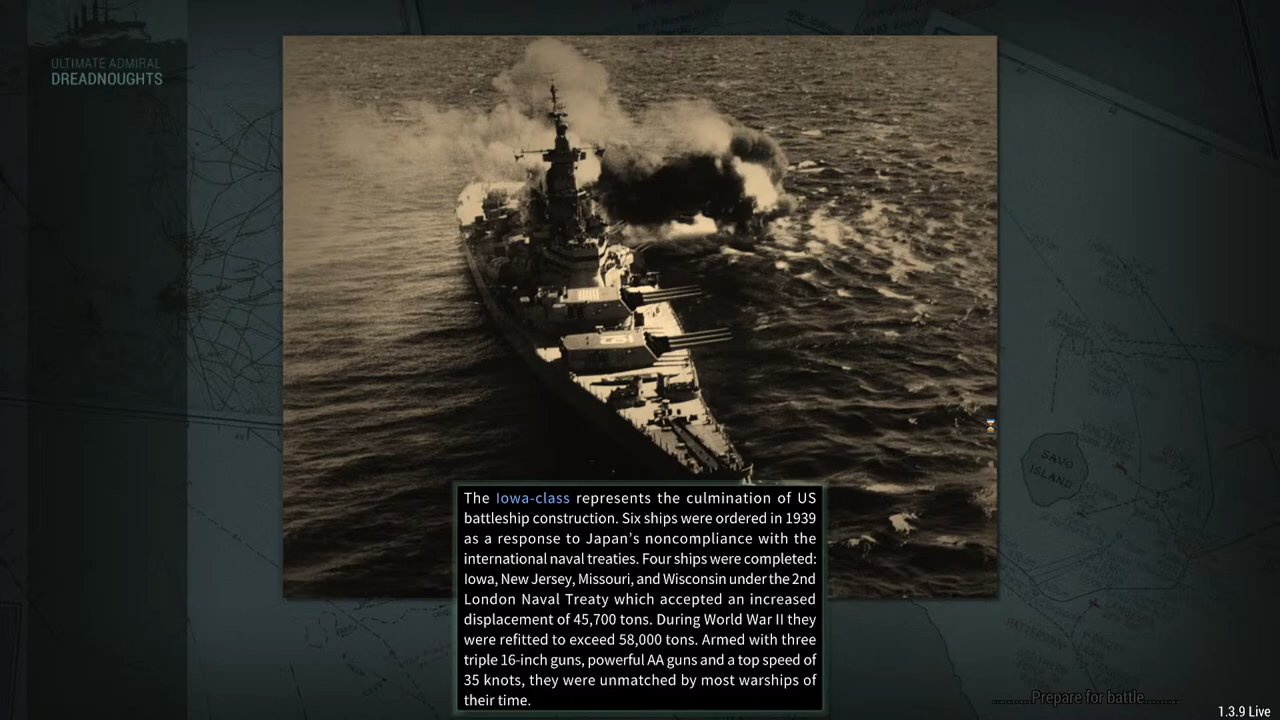 ULTIMATE ADMIRAL
DREADNOUGHTS
The Iowa-class represents the culmination of US
battleship construction. Six ships were ordered in 1939
as a response to Japan's noncompliance with the
international naval treaties. Four ships were completed:
Iowa, New Jersey, Missouri, and Wisconsin under the 2nd
London Naval Treaty which accepted an increased
displacement of 45,700 tons. During World War II they
were refitted to exceed 58,000 tons. Armed with three
triple 16-inch guns, powerful AA guns and a top speed of
35 knots, they were unmatched by most warships of
their time.
SAVO
ISLAND
........Prepare for battle.......
1.3.9 Live